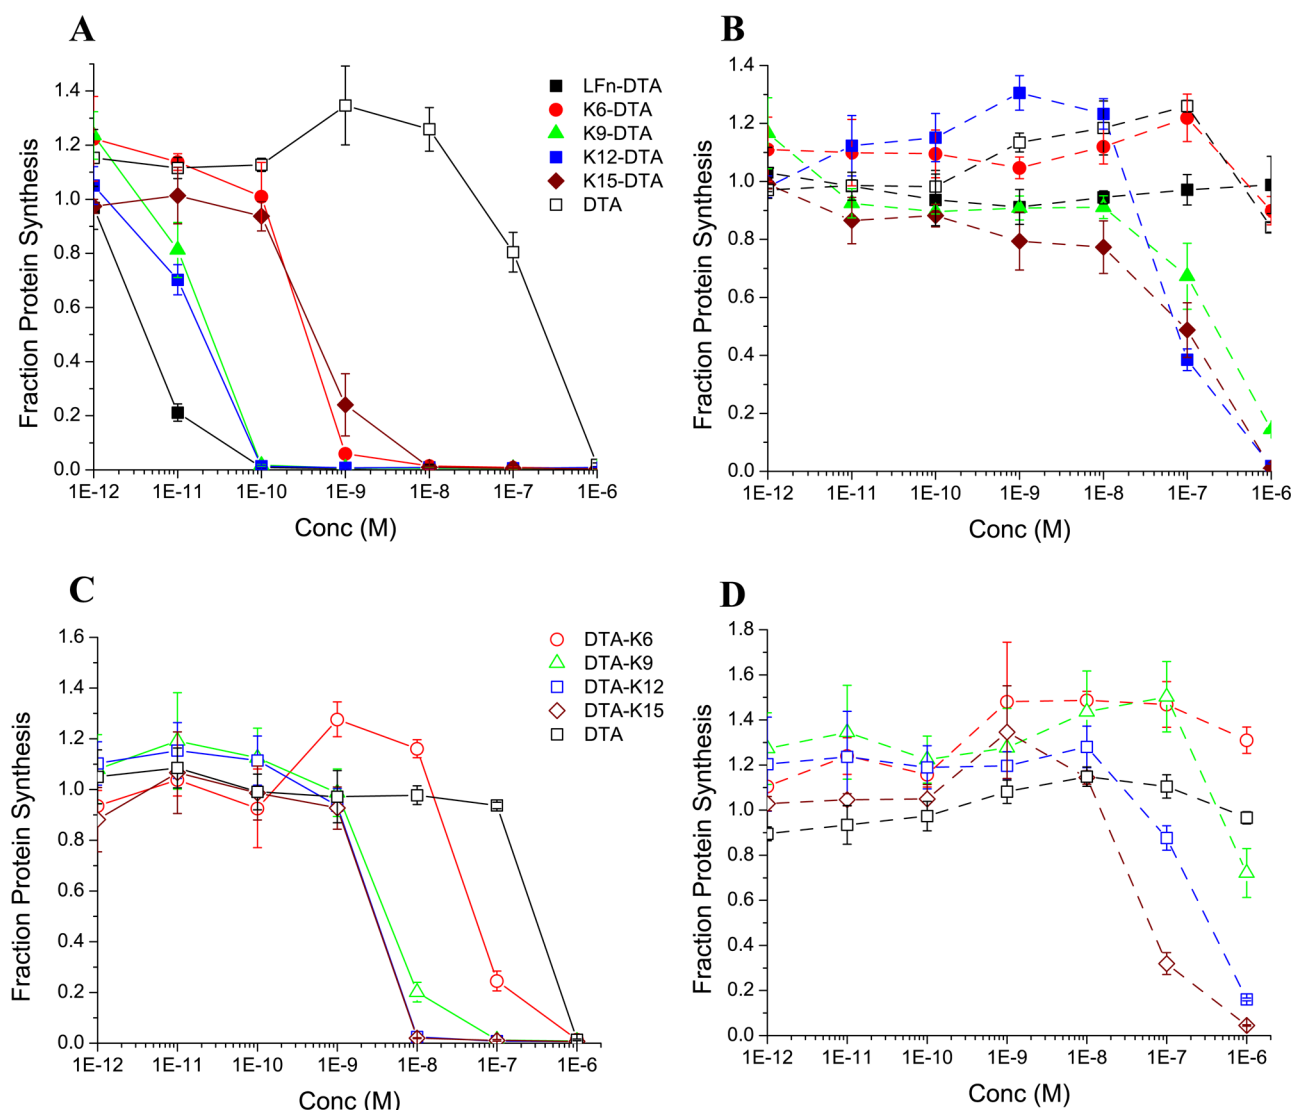 A
1.4
1.2
1.0
0.8
0.6
0.4
0.2
0.0
Fraction Protein Synthesis
1E-12 1E-11 1E-10 1E-9 1E-8 1E-7 1E-6
Conc (M)
LFn-DTA
K6-DTA
K9-DTA
K12-DTA
K15-DTA
DTA
B
1.4
1.2
1.0
0.8
0.6
0.4
0.2
0.0
Fraction Protein Synthesis
1E-12 1E-11 1E-10 1E-9 1E-8 1E-7 1E-6
Conc (M)
C
1.6
1.4
1.2
1.0
0.8
0.6
0.4
0.2
0.0
Fraction Protein Synthesis
1E-12 1E-11 1E-10 1E-9 1E-8 1E-7 1E-6
Conc (M)
DTA-K6
DTA-K9
DTA-K12
DTA-K15
DTA
D
1.8
1.6
1.4
1.2
1.0
0.8
0.6
0.4
0.2
0.0
Fraction Protein Synthesis
1E-12 1E-11 1E-10 1E-9 1E-8 1E-7 1E-6
Conc (M)